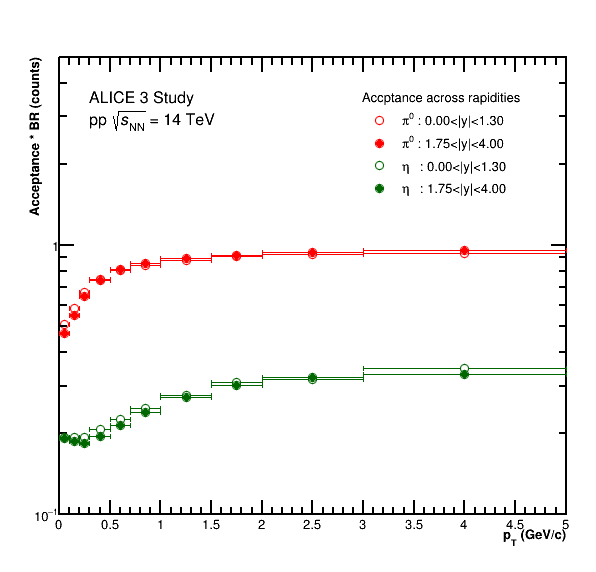 ALICE 3 Study
pp √s_NN = 14 TeV
Accptance across rapidities
π⁰ : 0.00<|y|<1.30
π⁰ : 1.75<|y|<4.00
η : 0.00<|y|<1.30
η : 1.75<|y|<4.00
Acceptance * BR (counts)
1
10⁻¹
0 0.5 1 1.5 2 2.5 3 3.5 4 4.5 5
p_T (GeV/c)